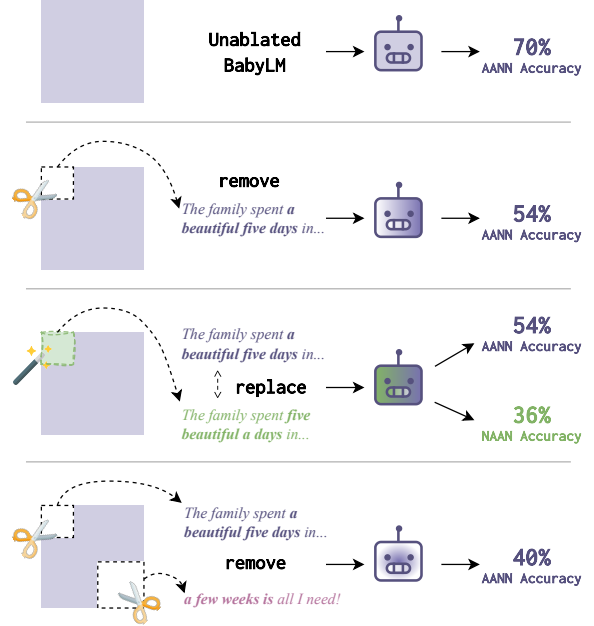 Unablated
BabyLM
70%
AANN Accuracy
remove
The family spent a
beautiful five days in...
54%
AANN Accuracy
The family spent a
beautiful five days in...
replace
The family spent five
beautiful a days in...
54%
AANN Accuracy
36%
NAAN Accuracy
The family spent a
beautiful five days in...
remove
a few weeks is all I need!
40%
AANN Accuracy